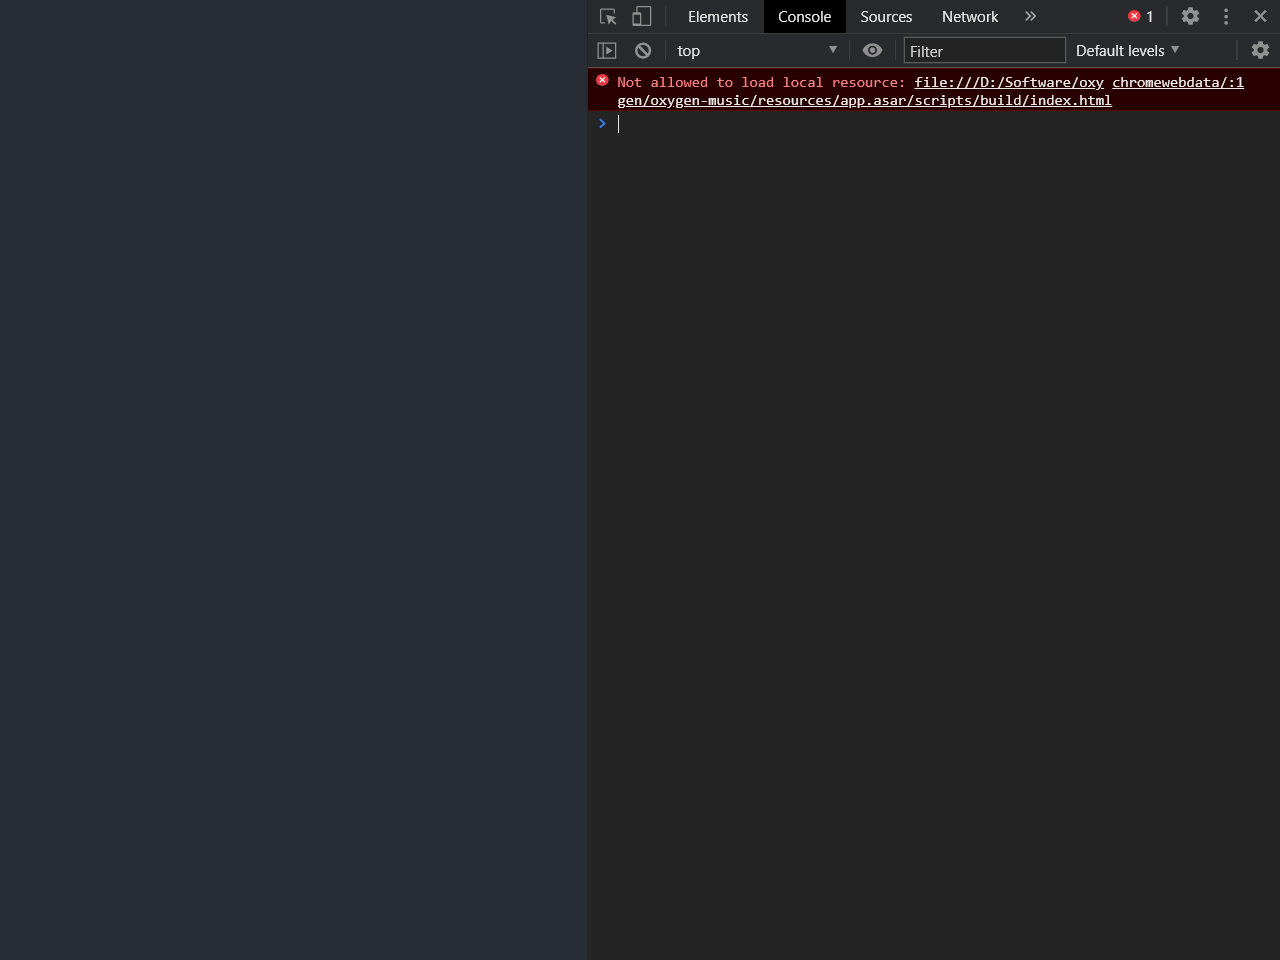 Elements Console Sources Network 1
top Filter Default levels
Not allowed to load local resource: file:///D:/Software/oxy chromewebdata/:1
gen/oxygen-music/resources/app.asar/scripts/build/index.html